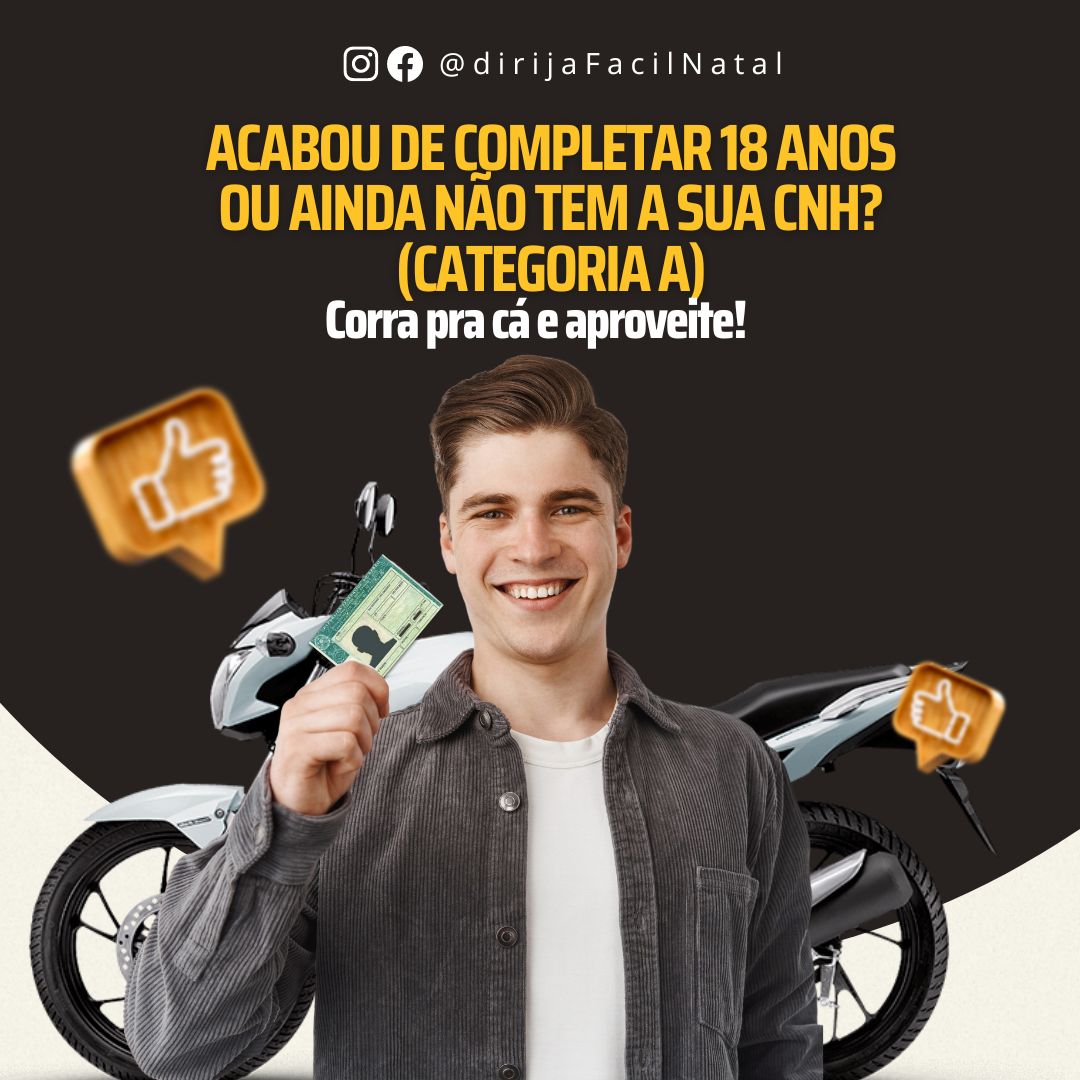 @dirijaFacilNatal
ACABOU DE COMPLETAR 18 ANOS
OU AINDA NÃO TEM A SUA CNH?
(CATEGORIA A)
Corra pra cá e aproveite!